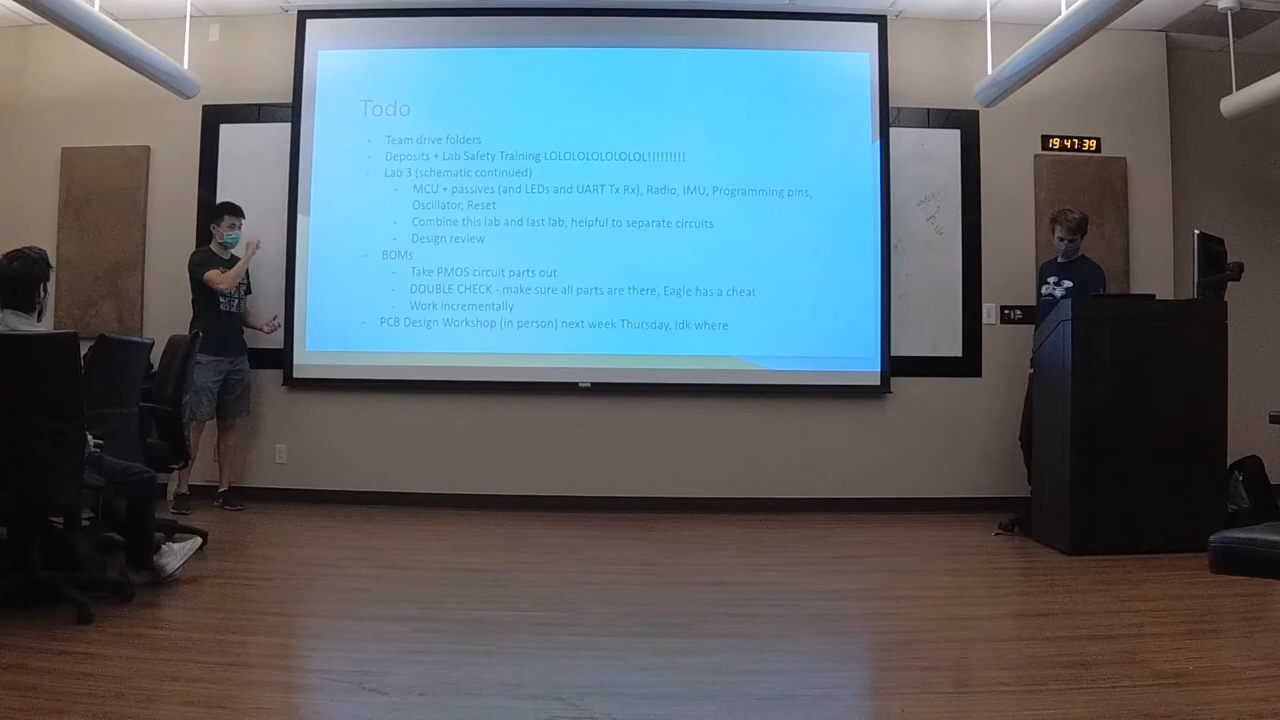 Todo
- Team drive folders
- Deposits + Lab Safety Training LOLOLOLOLOLOL!!!!!!!!!
- Lab 3 (schematic continued)
- MCU + passives (and LEDs and UART Tx Rx), Radio, IMU, Programming pins,
Oscillator, Reset
- Combine this lab and last lab, helpful to separate circuits
- Design review
- BOMs
- Take PMOS circuit parts out
- DOUBLE CHECK - make sure all parts are there, Eagle has a cheat
- Work incrementally
- PCB Design Workshop (in person) next week Thursday, idk where
19:47:39